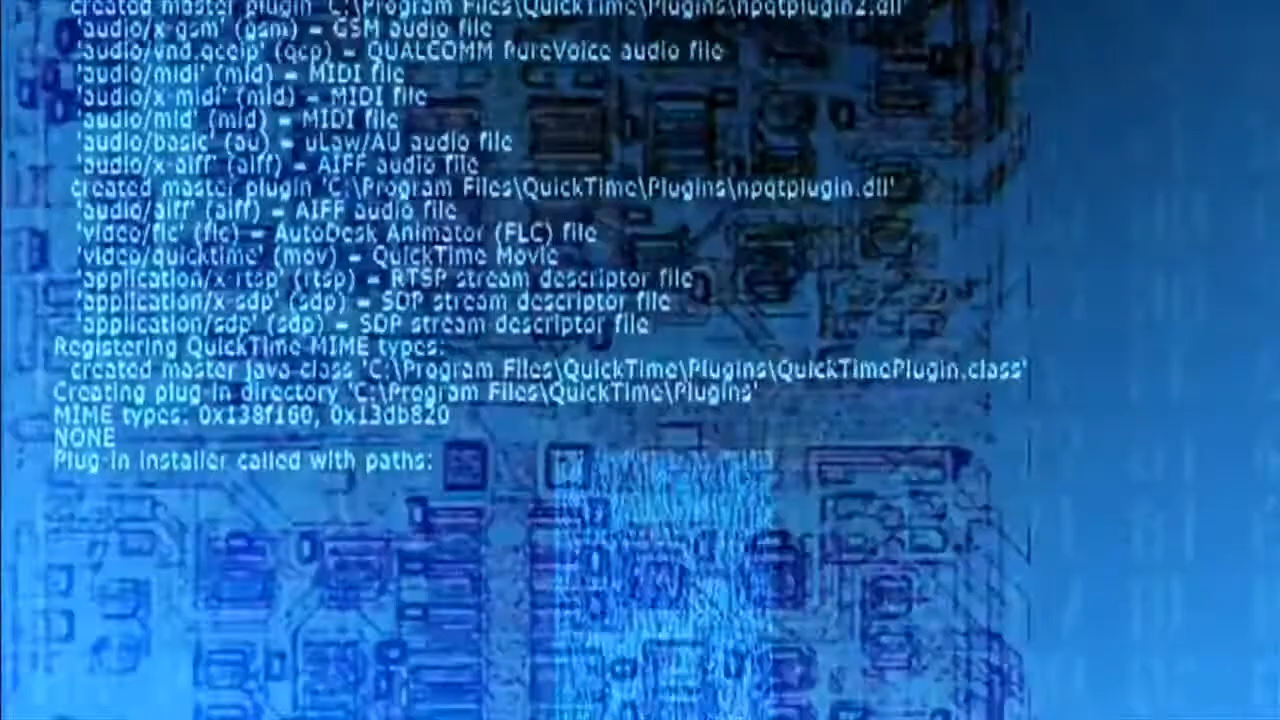 created master plugin 'C:\Program Files\QuickTime\Plugins\npqtplugin2.dll'
'audio/x-gsm' (gsm) = GSM audio file
'audio/vnd.qcelp' (qcp) = QUALCOMM PureVoice audio file
'audio/midi' (mid) = MIDI file
'audio/x-midi' (mid) = MIDI file
'audio/mid' (mid) = MIDI file
'audio/basic' (au) = uLaw/AU audio file
'audio/x-aiff' (aiff) = AIFF audio file
created master plugin 'C:\Program Files\QuickTime\Plugins\npqtplugin.dll'
'audio/aiff' (aiff) = AIFF audio file
'video/flc' (flc) = AutoDesk Animator (FLC) file
'video/quicktime' (mov) = QuickTime Movie
'application/x-rtsp' (rtsp) = RTSP stream descriptor file
'application/x-sdp' (sdp) = SDP stream descriptor file
'application/sdp' (sdp) = SDP stream descriptor file
Registering QuickTime MIME types:
created master java class 'C:\Program Files\QuickTime\Plugins\QuickTimePlugin.class'
Creating plug-in directory 'C:\Program Files\QuickTime\Plugins'
MIME types: 0x138f160, 0x13db820
NONE
Plug-in installer called with paths: